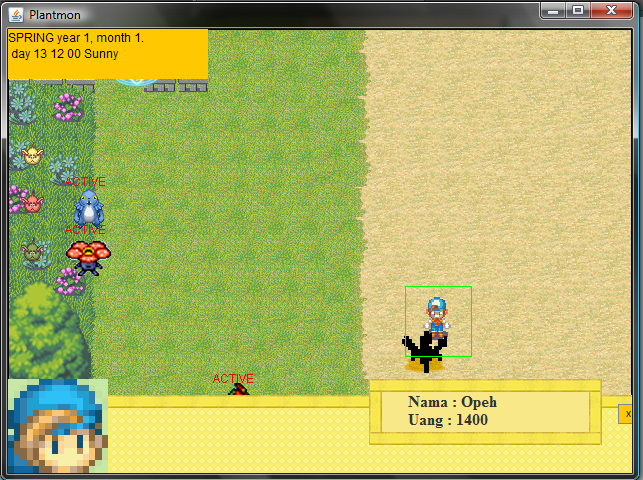 Plantmon
SPRING year 1, month 1.
day 13 12 00 Sunny
ACTIVE
ACTIVE
ACTIVE
Nama : Opeh
Uang : 1400
x